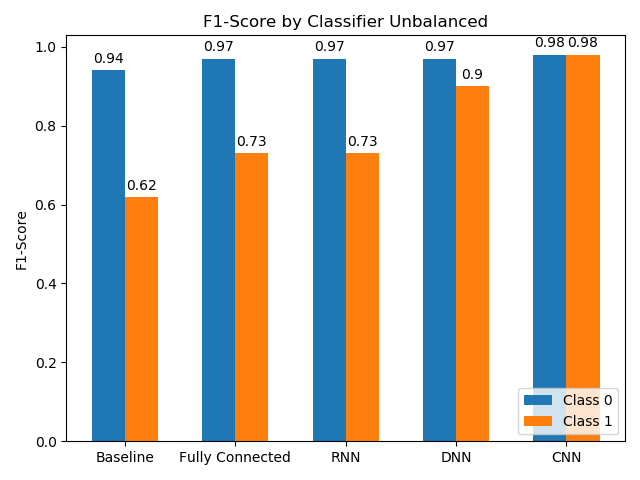 F1-Score by Classifier Unbalanced
F1-Score
1.0
0.8
0.6
0.4
0.2
0.0
0.94
0.62
0.97
0.73
0.97
0.73
0.97
0.9
0.98
0.98
Baseline
Fully Connected
RNN
DNN
CNN
Class 0
Class 1